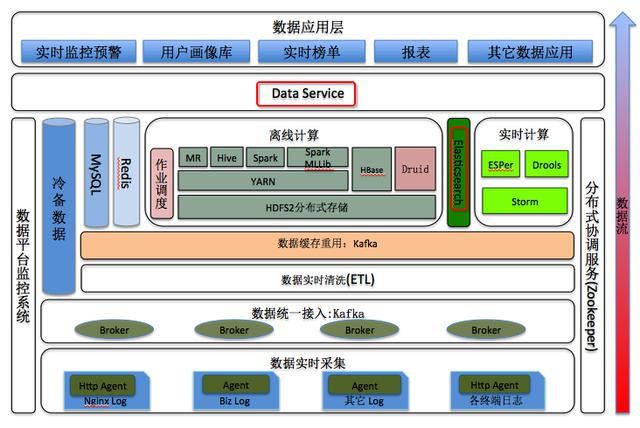 数据应用层
实时监控预警
用户画像库
实时榜单
报表
其它数据应用
Data Service
数据平台监控系统
冷备数据
MySQL
Redis
离线计算
作业调度
MR
Hive
Spark
Spark
MLLib
YARN
HBase
Druid
HDFS2分布式存储
Elasticsearch
实时计算
ESPer
Drools
Storm
分布式协调服务(Zookeeper)
数据流
数据缓存重用：Kafka
数据实时清洗(ETL)
数据统一接入:Kafka
Broker
Broker
Broker
Broker
数据实时采集
Http Agent
Nginx Log
Agent
Biz Log
Agent
其它 Log
Http Agent
各终端日志